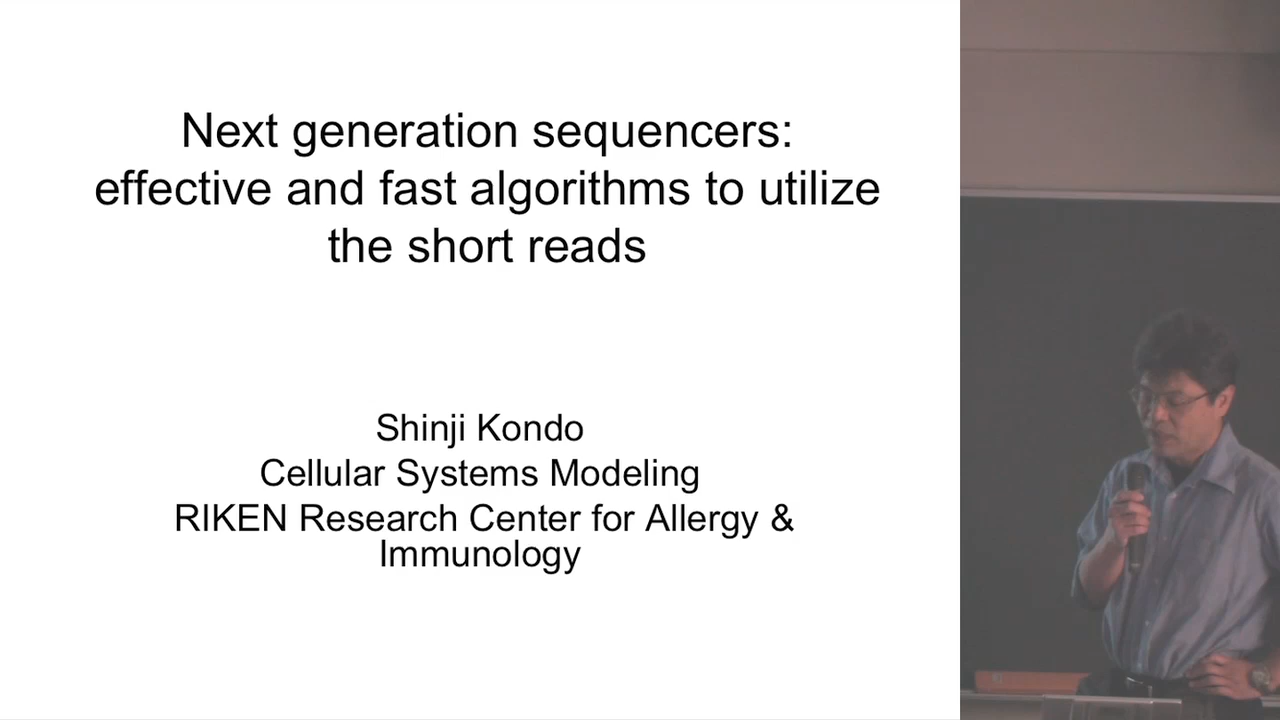 Next generation sequencers:
effective and fast algorithms to utilize
the short reads
Shinji Kondo
Cellular Systems Modeling
RIKEN Research Center for Allergy &
Immunology